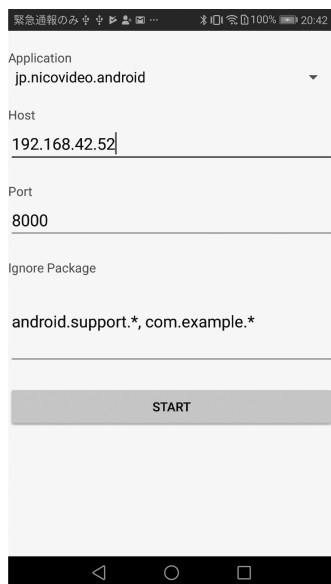 緊急通報のみ ... 100% 20:42
Application
jp.nicovideo.android
Host
192.168.42.52
Port
8000
Ignore Package
android.support.*, com.example.*
START